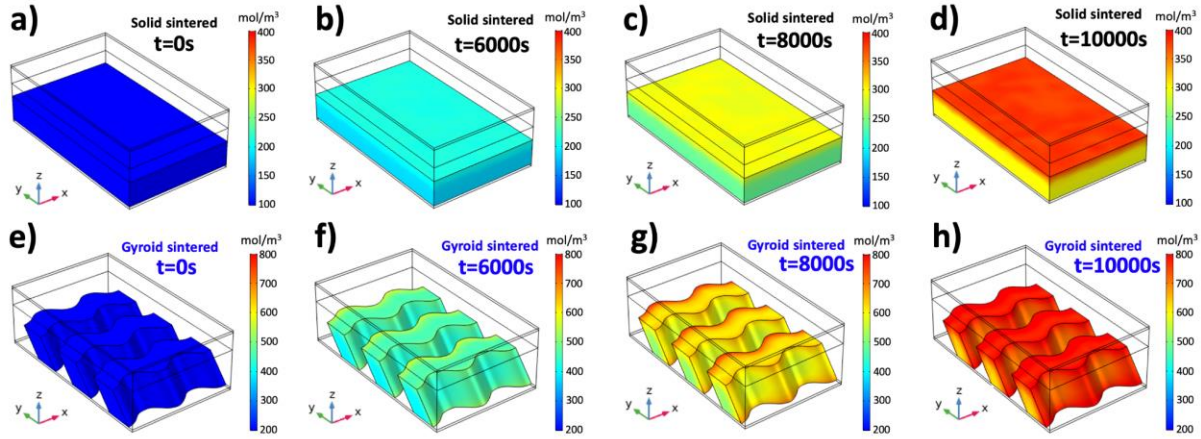 a)
Solid sintered
t=0s
mol/m³
400
350
300
250
200
150
100
y
z
x
b)
Solid sintered
t=6000s
mol/m³
400
350
300
250
200
150
100
y
z
x
c)
Solid sintered
t=8000s
mol/m³
400
350
300
250
200
150
100
y
z
x
d)
Solid sintered
t=10000s
mol/m³
400
350
300
250
200
150
100
y
z
x
e)
Gyroid sintered
t=0s
mol/m³
800
700
600
500
400
300
200
y
z
x
f)
Gyroid sintered
t=6000s
mol/m³
800
700
600
500
400
300
200
y
z
x
g)
Gyroid sintered
t=8000s
mol/m³
800
700
600
500
400
300
200
y
z
x
h)
Gyroid sintered
t=10000s
mol/m³
800
700
600
500
400
300
200
y
z
x